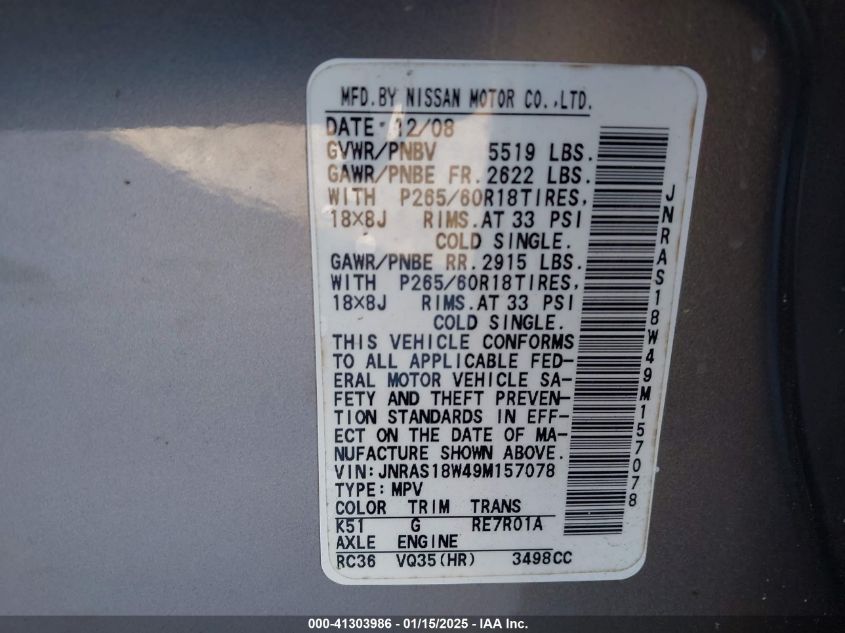 MFD.BY NISSAN MOTOR CO.,LTD.
DATE: 12/08
GVWR/PNBV 5519 LBS.
GAWR/PNBE FR. 2622 LBS.
WITH P265/60R18TIRES,
18×8J RIMS.AT 33 PSI
COLD SINGLE.
GAWR/PNBE RR. 2915 LBS.
WITH P265/60R18TIRES,
18×8J RIMS.AT 33 PSI
COLD SINGLE.
THIS VEHICLE CONFORMS
TO ALL APPLICABLE FED-
ERAL MOTOR VEHICLE SA-
FETY AND THEFT PREVEN-
TION STANDARDS IN EFF-
ECT ON THE DATE OF MA-
NUFACTURE SHOWN ABOVE.
VIN: JNRAS18W49M157078
TYPE: MPV
COLOR TRIM TRANS
K51 G RE7R01A
AXLE ENGINE
RC36 VQ35(HR) 3498CC
JNRAS18W49M157078
000-41303986 - 01/15/2025 - IAA Inc.